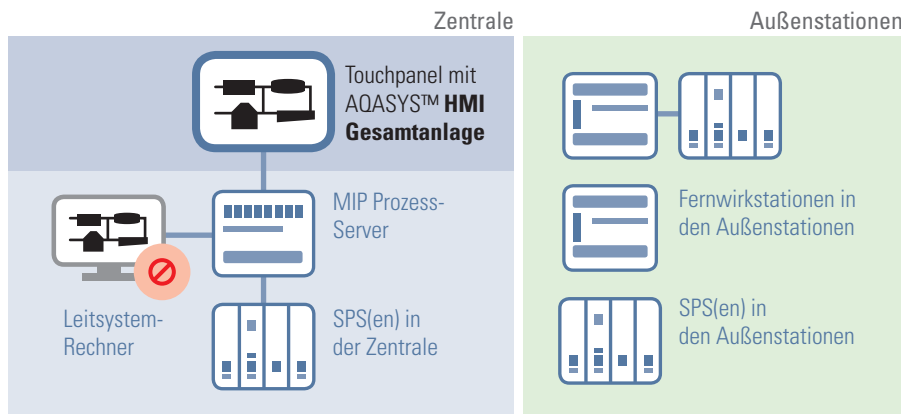 Zentrale
Außenstationen
Touchpanel mit
AQASYS™ HMI
Gesamtanlage
MIP Prozess-
Server
Leitsystem-
Rechner
SPS(en) in
der Zentrale
Fernwirkstationen in
den Außenstationen
SPS(en) in
den Außenstationen